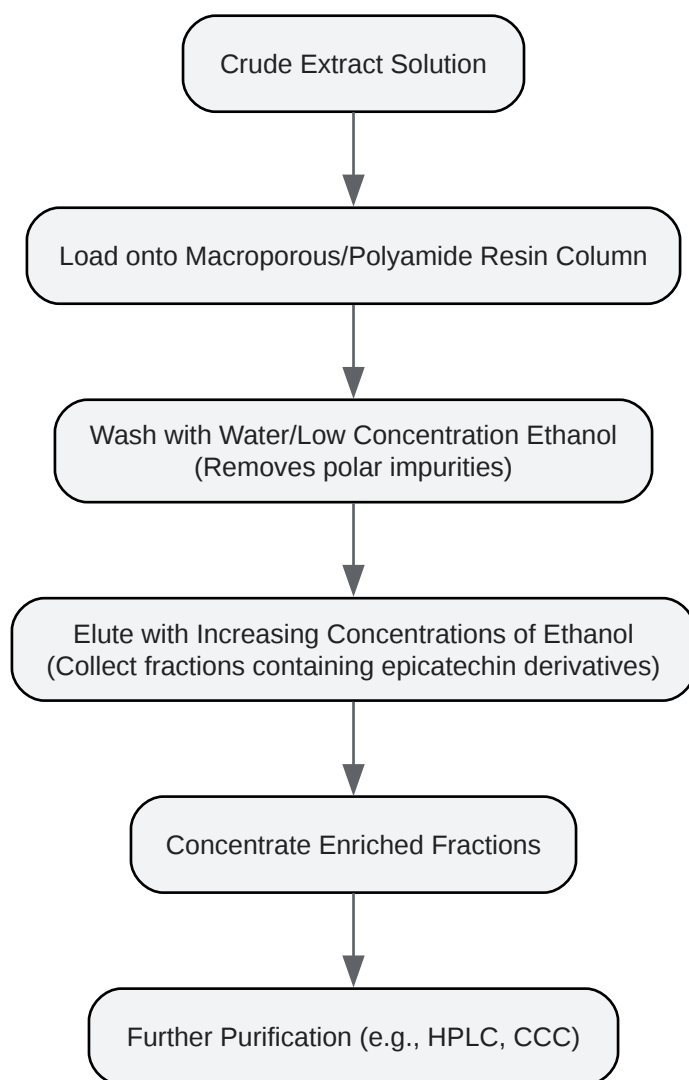 Crude Extract Solution
Load onto Macroporous/Polyamide Resin Column
Wash with Water/Low Concentration Ethanol
(Removes polar impurities)
Elute with Increasing Concentrations of Ethanol
(Collect fractions containing epicatechin derivatives)
Concentrate Enriched Fractions
Further Purification (e.g., HPLC, CCC)